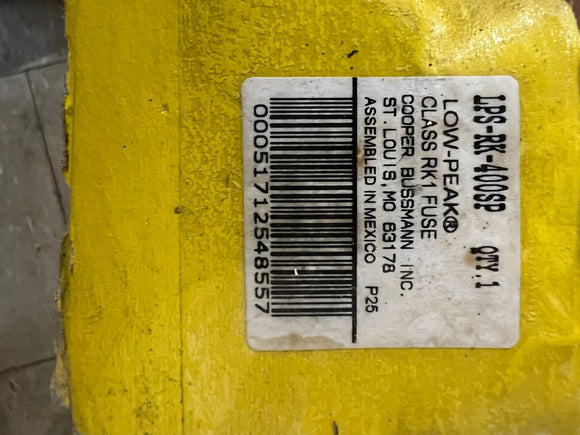 LPS-RK-400SP QTY.1
LOW-PEAK®
CLASS RK1 FUSE
COOPER BUSSMANN INC.
ST.LOUIS,MO 63178
ASSEMBLED IN MEXICO P25
000051712548557